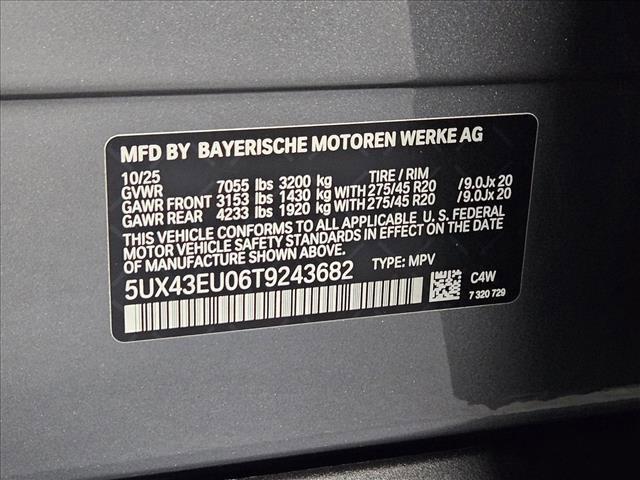 MFD BY BAYERISCHE MOTOREN WERKE AG
10/25 TIRE / RIM
GVWR 7055 lbs 3200 kg
GAWR FRONT 3153 lbs 1430 kg WITH 275/45 R20 /9.0Jx 20
GAWR REAR 4233 lbs 1920 kg WITH 275/45 R20 /9.0Jx 20
THIS VEHICLE CONFORMS TO ALL APPLICABLE U. S. FEDERAL
MOTOR VEHICLE SAFETY STANDARDS IN EFFECT ON THE DATE
OF MANUFACTURE SHOWN ABOVE.
5UX43EU06T9243682 TYPE: MPV
C4W
7 320 729